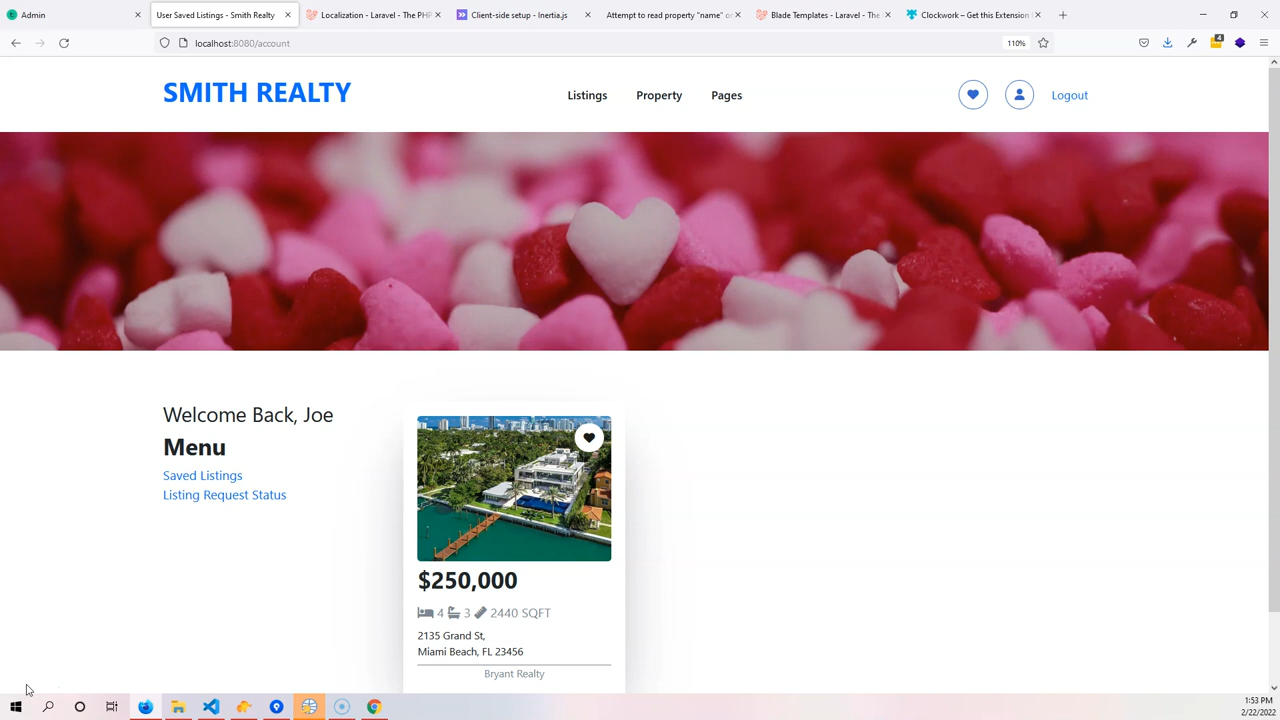 Admin
User Saved Listings - Smith Realty
Localization - Laravel - The PHP
Client-side setup - Inertia.js
Attempt to read property "name" o
Blade Templates - Laravel - The
Clockwork – Get this Extension
localhost:8080/account
110%
4
SMITH REALTY
Listings
Property
Pages
Logout
Welcome Back, Joe
Menu
Saved Listings
Listing Request Status
$250,000
4 3 2440 SQFT
2135 Grand St,
Miami Beach, FL 23456
Bryant Realty
1:53 PM
2/22/2022